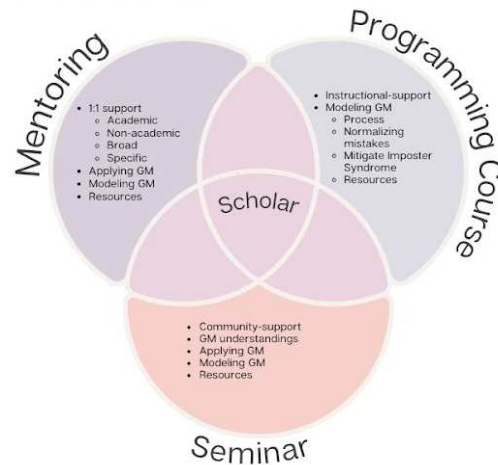 Mentoring
• 1:1 support
◦ Academic
◦ Non-academic
◦ Broad
◦ Specific
• Applying GM
• Modeling GM
• Resources
Programming Course
• Instructional-support
• Modeling GM
◦ Process
◦ Normalizing
mistakes
◦ Mitigate Imposter
Syndrome
◦ Resources
Scholar
• Community-support
• GM understandings
• Applying GM
• Modeling GM
• Resources
Seminar